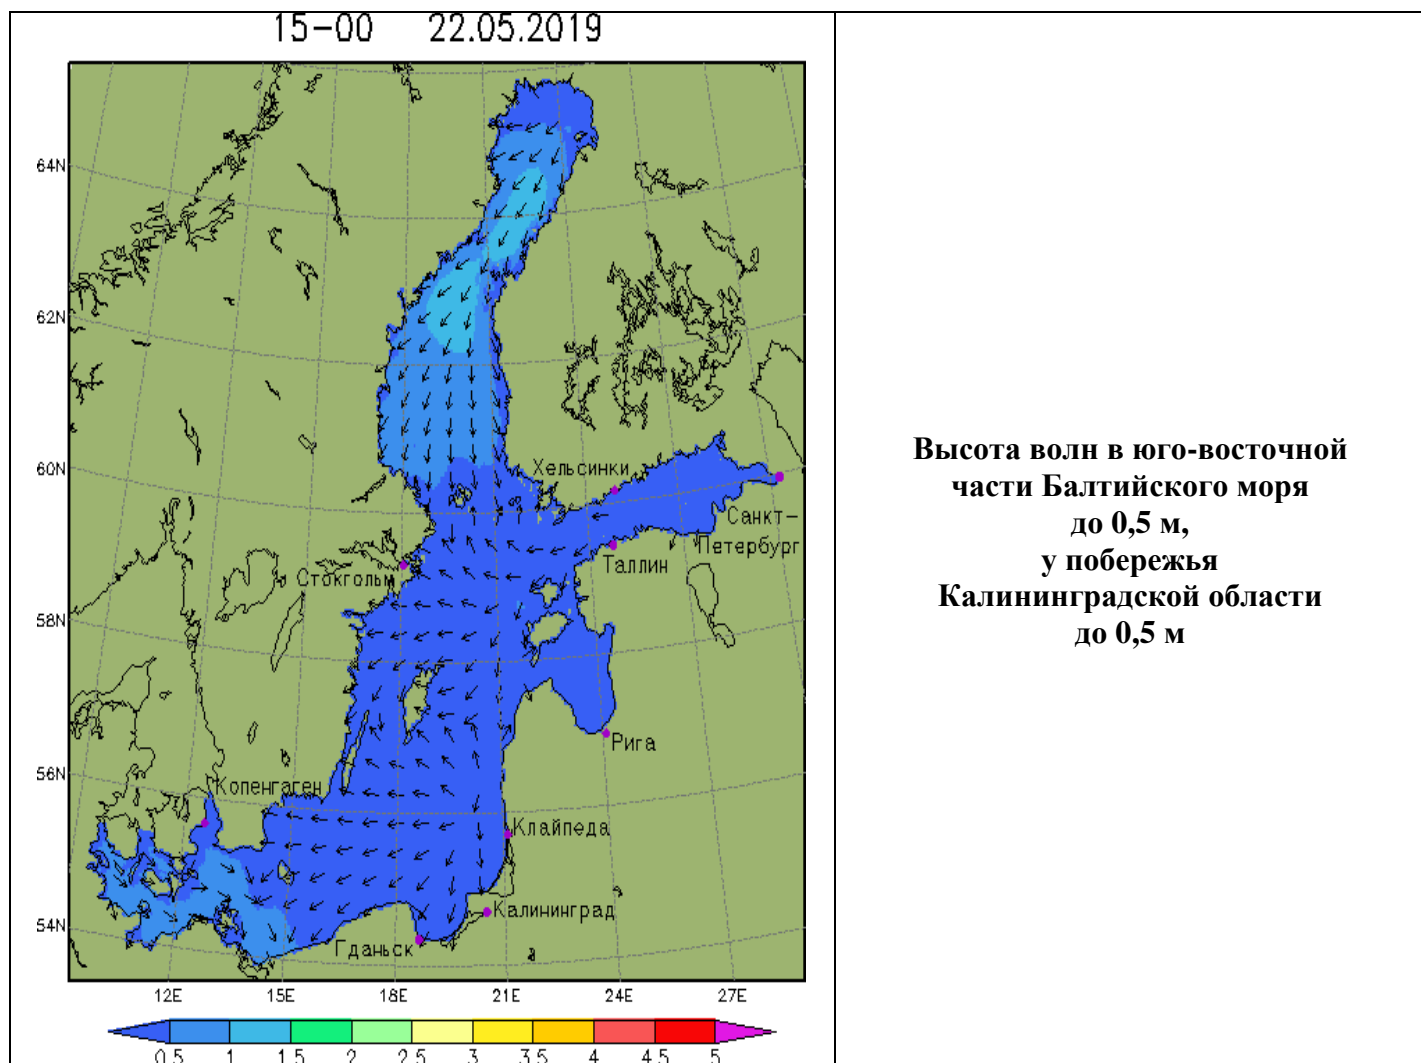 15-00 22.05.2019
64N
62N
60N
58N
56N
54N
Хельсинки
Санкт-
Петербург
Таллин
Стокгольм
Рига
Копенгаген
Клайпеда
Калининград
Гданьск
12E 15E 18E 21E 24E 27E
0.5 1 1.5 2 2.5 3 3.5 4 4.5 5
Высота волн в юго-восточной
части Балтийского моря
до 0,5 м,
у побережья
Калининградской области
до 0,5 м